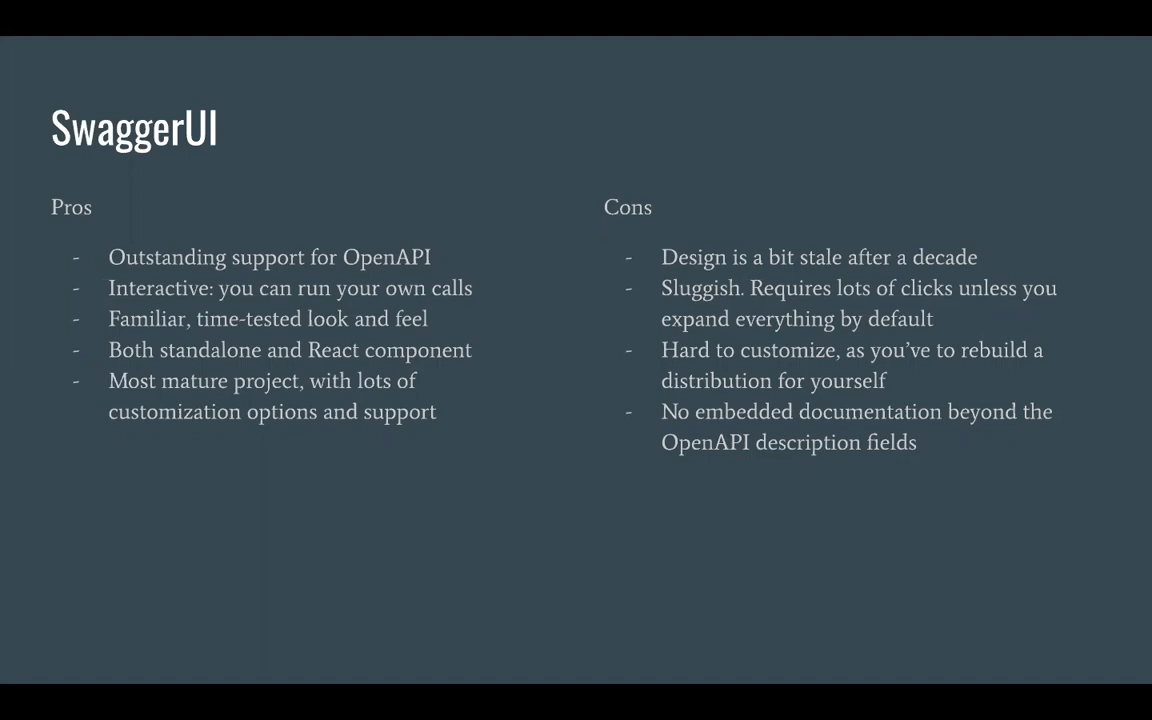 SwaggerUI
Pros
- Outstanding support for OpenAPI
- Interactive: you can run your own calls
- Familiar, time-tested look and feel
- Both standalone and React component
- Most mature project, with lots of
customization options and support
Cons
- Design is a bit stale after a decade
- Sluggish. Requires lots of clicks unless you
expand everything by default
- Hard to customize, as you’ve to rebuild a
distribution for yourself
- No embedded documentation beyond the
OpenAPI description fields